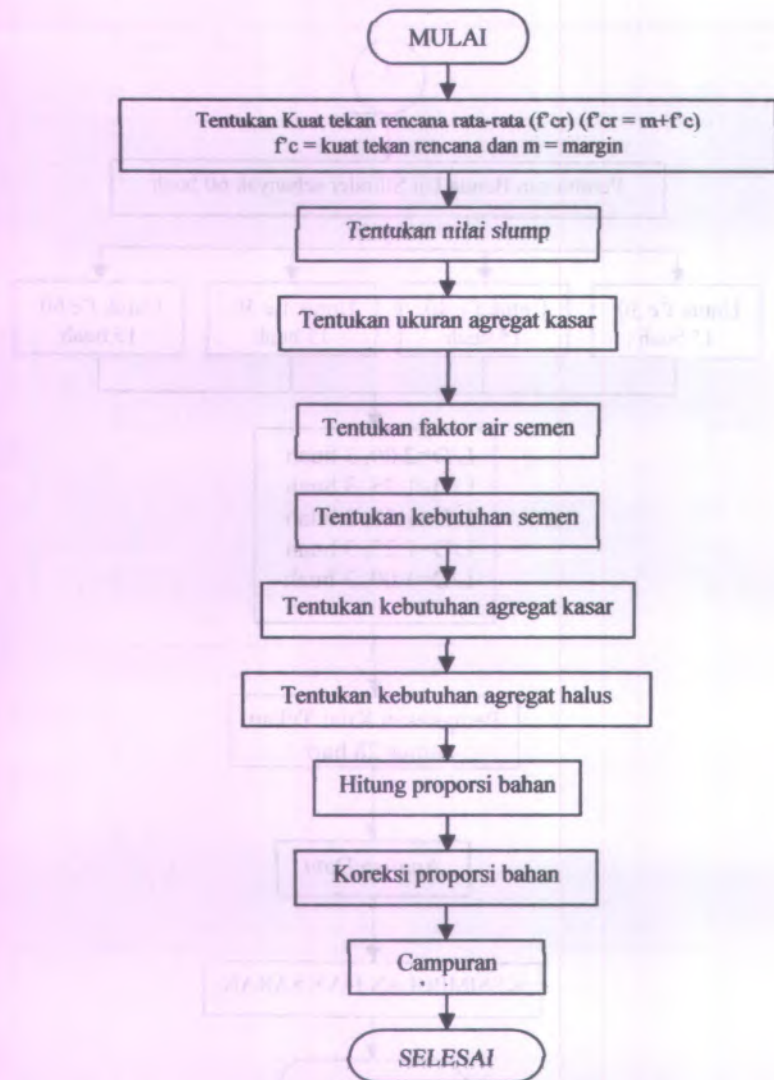 MULAI
Tentukan Kuat tekan rencana rata-rata (f'cr) (f'cr = m+f'c)
f'c = kuat tekan rencana dan m = margin
Tentukan nilai slump
Tentukan ukuran agregat kasar
Tentukan faktor air semen
Tentukan kebutuhan semen
Tentukan kebutuhan agregat kasar
Tentukan kebutuhan agregat halus
Hitung proporsi bahan
Koreksi proporsi bahan
Campuran
SELESAI